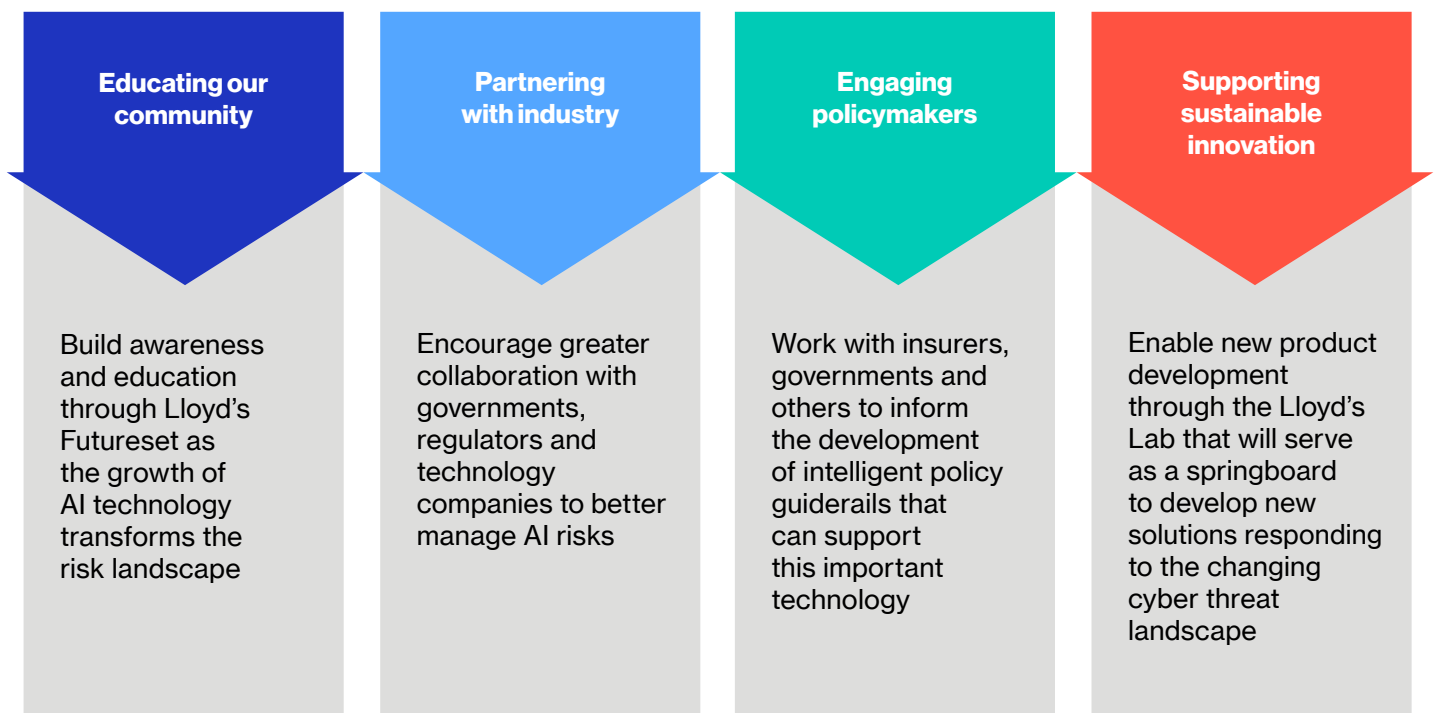 Educating our
community
Build awareness
and education
through Lloyd’s
Futureset as
the growth of
AI technology
transforms the
risk landscape
Partnering
with industry
Encourage greater
collaboration with
governments,
regulators and
technology
companies to better
manage AI risks
Engaging
policymakers
Work with insurers,
governments and
others to inform
the development
of intelligent policy
guiderails that
can support
this important
technology
Supporting
sustainable
innovation
Enable new product
development
through the Lloyd’s
Lab that will serve
as a springboard
to develop new
solutions responding
to the changing
cyber threat
landscape